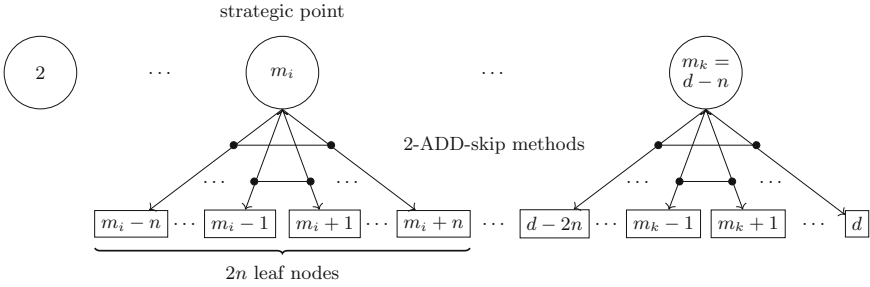 strategic point
2 ⋯ m_i ⋯ m_k =
d − n
2-ADD-skip methods
⋯ ⋯ ⋯ ⋯
m_i − n ⋯ m_i − 1 m_i + 1 ⋯ m_i + n ⋯ d − 2n ⋯ m_k − 1 m_k + 1 ⋯ d
2n leaf nodes